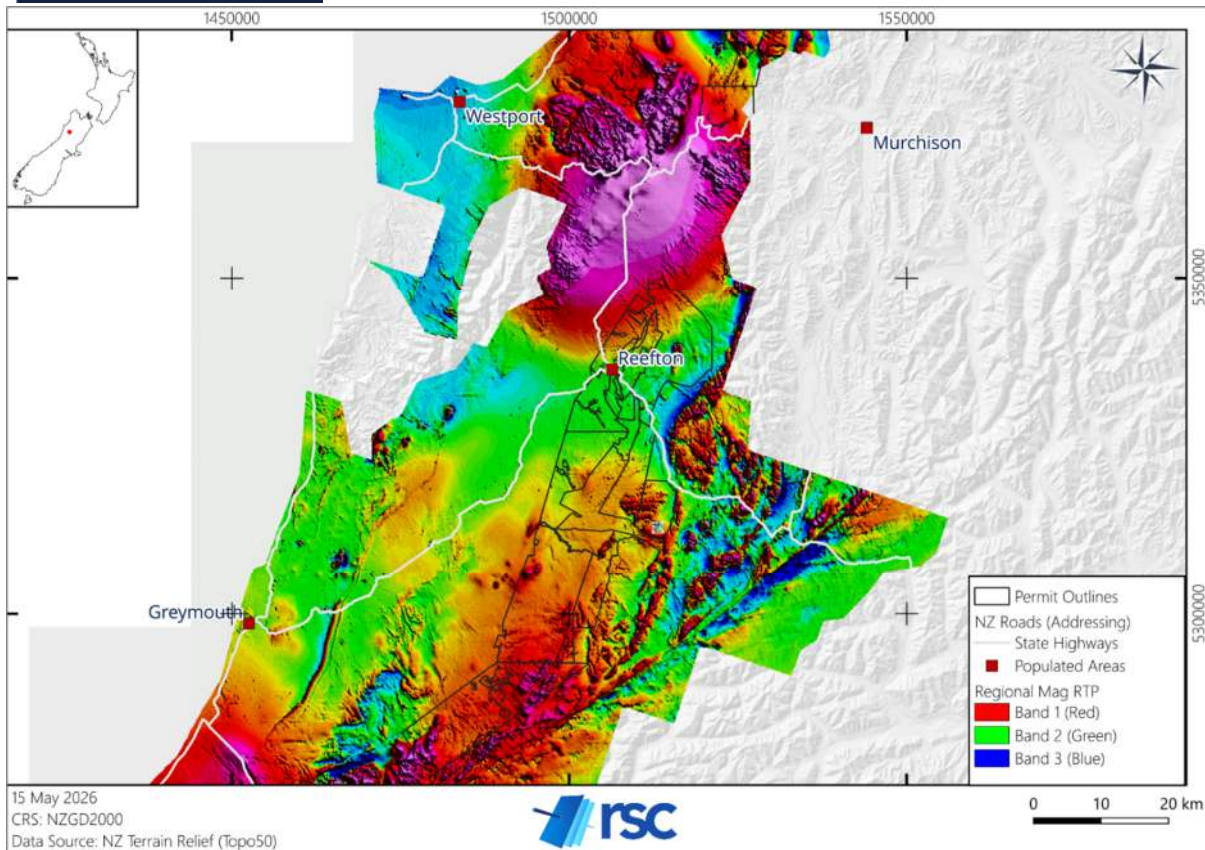 1450000
1500000
1550000
Westport
Murchison
5350000
Reefton
Greymouth
5300000
Permit Outlines
NZ Roads (Addressing)
State Highways
Populated Areas
Regional Mag RTP
Band 1 (Red)
Band 2 (Green)
Band 3 (Blue)
15 May 2026
CRS: NZGD2000
Data Source: NZ Terrain Relief (Topo50)
rsc
0 10 20 km